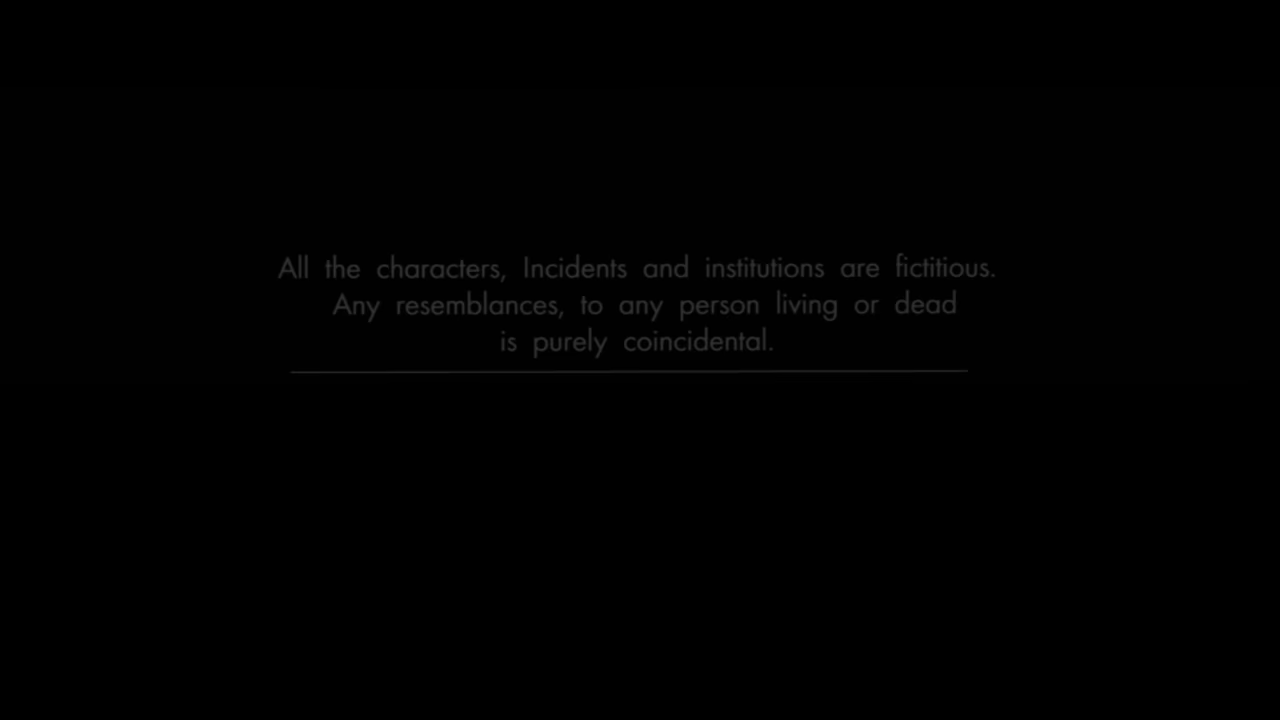 All the characters, Incidents and institutions are fictitious.
Any resemblances, to any person living or dead
is purely coincidental.